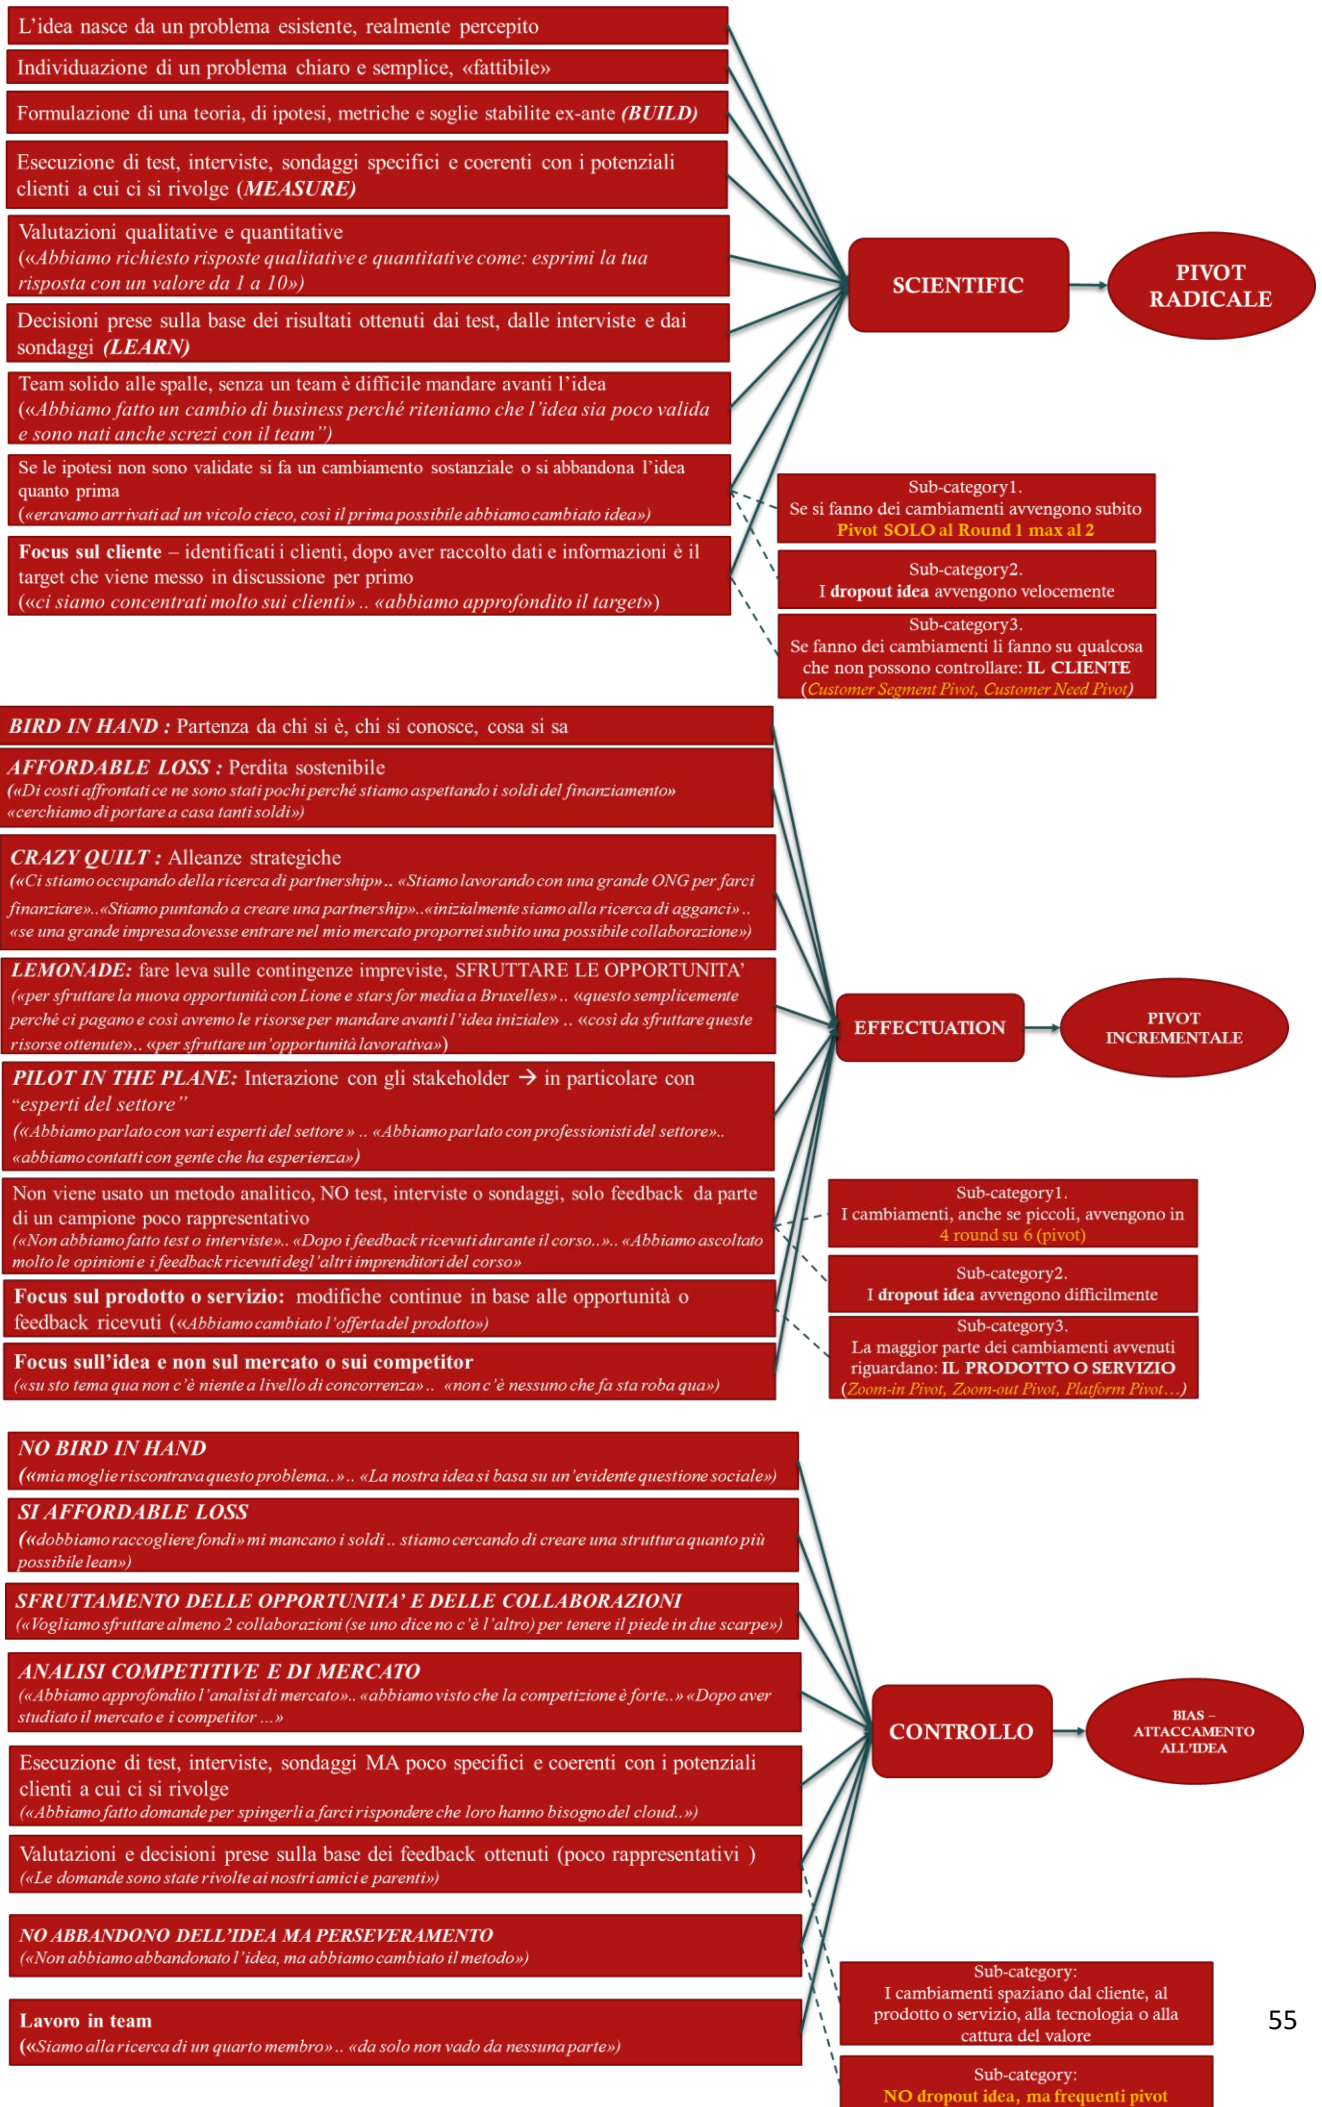 L’idea nasce da un problema esistente, realmente percepito
Individuazione di un problema chiaro e semplice, «fattibile»
Formulazione di una teoria, di ipotesi, metriche e soglie stabilite ex-ante (BUILD)
Esecuzione di test, interviste, sondaggi specifici e coerenti con i potenziali
clienti a cui ci si rivolge (MEASURE)
Valutazioni qualitative e quantitative
(«Abbiamo richiesto risposte qualitative e quantitative come: esprimi la tua
risposta con un valore da 1 a 10»)
Decisioni prese sulla base dei risultati ottenuti dai test, dalle interviste e dai
sondaggi (LEARN)
Team solido alle spalle, senza un team è difficile mandare avanti l’idea
(«Abbiamo fatto un cambio di business perché riteniamo che l’idea sia poco valida
e sono nati anche screzi con il team”)
Se le ipotesi non sono validate si fa un cambiamento sostanziale o si abbandona l’idea
quanto prima
(«eravamo arrivati ad un vicolo cieco, così il prima possibile abbiamo cambiato idea»)
Focus sul cliente – identificati i clienti, dopo aver raccolto dati e informazioni è il
target che viene messo in discussione per primo
(«ci siamo concentrati molto sui clienti» .. «abbiamo approfondito il target»)
SCIENTIFIC
PIVOT
RADICALE
Sub-category1.
Se si fanno dei cambiamenti avvengono subito
Pivot SOLO al Round 1 max al 2
Sub-category2.
I dropout idea avvengono velocemente
Sub-category3.
Se fanno dei cambiamenti li fanno su qualcosa
che non possono controllare: IL CLIENTE
(Customer Segment Pivot, Customer Need Pivot)
BIRD IN HAND : Partenza da chi si è, chi si conosce, cosa si sa
AFFORDABLE LOSS : Perdita sostenibile
(«Di costi affrontati ce ne sono stati pochi perché stiamo aspettando i soldi del finanziamento»
«cerchiamo di portare a casa tanti soldi»)
CRAZY QUILT : Alleanze strategiche
(«Ci stiamo occupando della ricerca di partnership».. «Stiamo lavorando con una grande ONG per farci
finanziare»..«Stiamo puntando a creare una partnership»..«inizialmente siamo alla ricerca di agganci» ..
«se una grande impresa dovesse entrare nel mio mercato proporrei subito una possibile collaborazione»)
LEMONADE: fare leva sulle contingenze impreviste, SFRUTTARE LE OPPORTUNITA’
(«per sfruttare la nuova opportunità con Lione e stars for media a Bruxelles» .. «questo semplicemente
perché ci pagano e così avremo le risorse per mandare avanti l’idea iniziale» .. «così da sfruttare queste
risorse ottenute».. «per sfruttare un’opportunità lavorativa»)
PILOT IN THE PLANE: Interazione con gli stakeholder → in particolare con
“esperti del settore”
(«Abbiamo parlato con vari esperti del settore » .. «Abbiamo parlato con professionisti del settore»..
«abbiamo contatti con gente che ha esperienza»)
Non viene usato un metodo analitico, NO test, interviste o sondaggi, solo feedback da parte
di un campione poco rappresentativo
(«Non abbiamo fatto test o interviste».. «Dopo i feedback ricevuti durante il corso..».. «Abbiamo ascoltato
molto le opinioni e i feedback ricevuti degl’altri imprenditori del corso»
Focus sul prodotto o servizio: modifiche continue in base alle opportunità o
feedback ricevuti («Abbiamo cambiato l’offerta del prodotto»)
Focus sull’idea e non sul mercato o sui competitor
(«su sto tema qua non c’è niente a livello di concorrenza» .. «non c’è nessuno che fa sta roba qua»)
EFFECTUATION
PIVOT
INCREMENTALE
Sub-category1.
I cambiamenti, anche se piccoli, avvengono in
4 round su 6 (pivot)
Sub-category2.
I dropout idea avvengono difficilmente
Sub-category3.
La maggior parte dei cambiamenti avvenuti
riguardano: IL PRODOTTO O SERVIZIO
(Zoom-in Pivot, Zoom-out Pivot, Platform Pivot…)
NO BIRD IN HAND
(«mia moglie riscontrava questo problema..» .. «La nostra idea si basa su un’evidente questione sociale»)
SI AFFORDABLE LOSS
(«dobbiamo raccogliere fondi» mi mancano i soldi .. stiamo cercando di creare una struttura quanto più
possibile lean»)
SFRUTTAMENTO DELLE OPPORTUNITA’ E DELLE COLLABORAZIONI
(«Vogliamo sfruttare almeno 2 collaborazioni (se uno dice no c’è l’altro) per tenere il piede in due scarpe»)
ANALISI COMPETITIVE E DI MERCATO
(«Abbiamo approfondito l’analisi di mercato».. «abbiamo visto che la competizione è forte..» «Dopo aver
studiato il mercato e i competitor …»
Esecuzione di test, interviste, sondaggi MA poco specifici e coerenti con i potenziali
clienti a cui ci si rivolge
(«Abbiamo fatto domande per spingerli a farci rispondere che loro hanno bisogno del cloud..»)
Valutazioni e decisioni prese sulla base dei feedback ottenuti (poco rappresentativi )
(«Le domande sono state rivolte ai nostri amici e parenti»)
NO ABBANDONO DELL’IDEA MA PERSEVERAMENTO
(«Non abbiamo abbandonato l’idea, ma abbiamo cambiato il metodo»)
Lavoro in team
(«Siamo alla ricerca di un quarto membro» .. «da solo non vado da nessuna parte»)
CONTROLLO
BIAS –
ATTACCAMENTO
ALL’IDEA
Sub-category:
I cambiamenti spaziano dal cliente, al
prodotto o servizio, alla tecnologia o alla
cattura del valore
Sub-category:
NO dropout idea, ma frequenti pivot
55